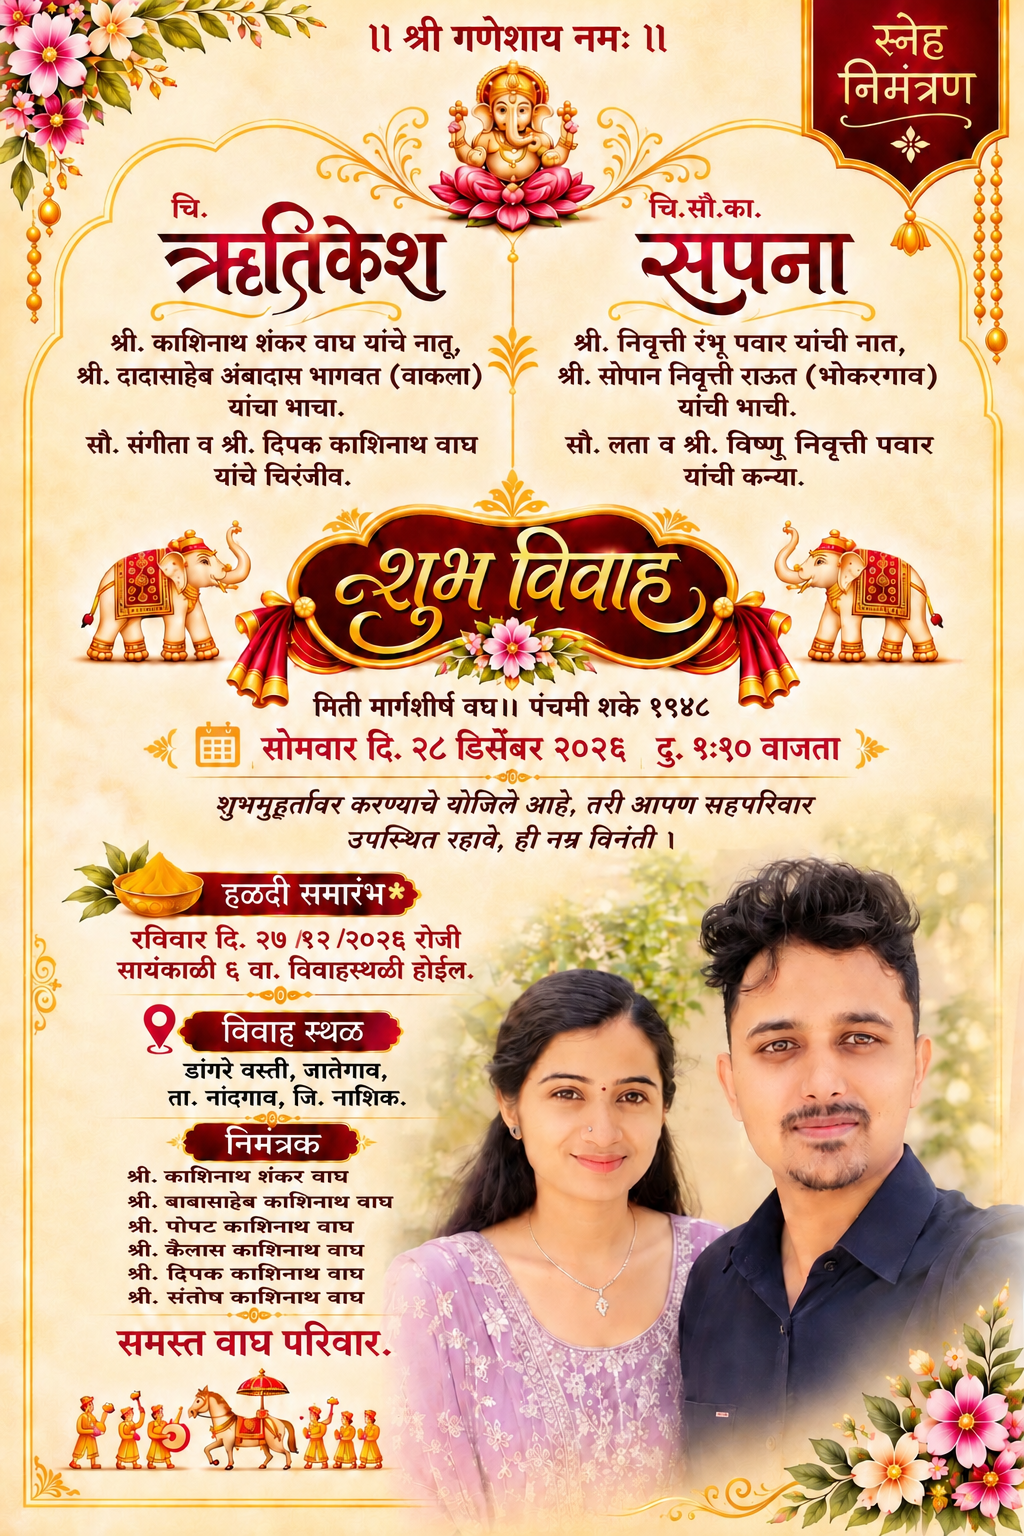 ॥ श्री गणेशाय नमः ॥
स्नेह
निमंत्रण
चि.
ऋतिकेश
श्री. काशिनाथ शंकर वाघ यांचे नातू,
श्री. दादासाहेब अंबादास भागवत (वाकला)
यांचा भाचा.
सौ. संगीता व श्री. दिपक काशिनाथ वाघ
यांचे चिरंजीव.
चि.सौ.का.
सपना
श्री. निवृत्ती रंभू पवार यांची नात,
श्री. सोपान निवृत्ती राऊत (भोकरगाव)
यांची भाची.
सौ. लता व श्री. विष्णु निवृत्ती पवार
यांची कन्या.
शुभ विवाह
मिती मार्गशीर्ष वघ॥ पंचमी शके १९४८
सोमवार दि. २८ डिसेंबर २०२६ दु. १:१० वाजता
शुभमुहूर्तावर करण्याचे योजिले आहे, तरी आपण सहपरिवार
उपस्थित रहावे, ही नम्र विनंती ।
हळदी समारंभ*
रविवार दि. २७ /१२ /२०२६ रोजी
सायंकाळी ६ वा. विवाहस्थळी होईल.
विवाह स्थळ
डांगरे वस्ती, जातेगाव,
ता. नांदगाव, जि. नाशिक.
निमंत्रक
श्री. काशिनाथ शंकर वाघ
श्री. बाबासाहेब काशिनाथ वाघ
श्री. पोपट काशिनाथ वाघ
श्री. कैलास काशिनाथ वाघ
श्री. दिपक काशिनाथ वाघ
श्री. संतोष काशिनाथ वाघ
समस्त वाघ परिवार.